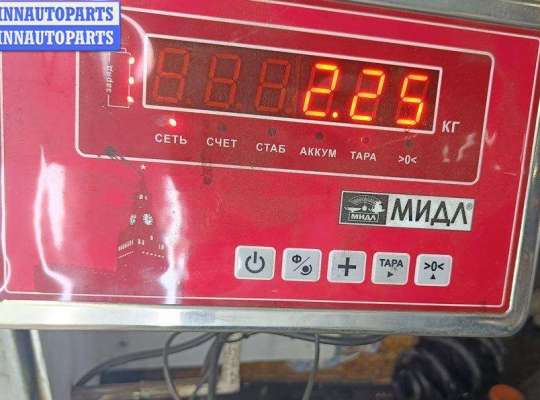 INNAUTOPARTS
INNAUTOPARTS
2.25
КГ
СЕТЬ СЧЕТ СТАБ АККУМ ТАРА >0<
МИДЛ МИДЛ®
Ф/ + ТАРА >0<